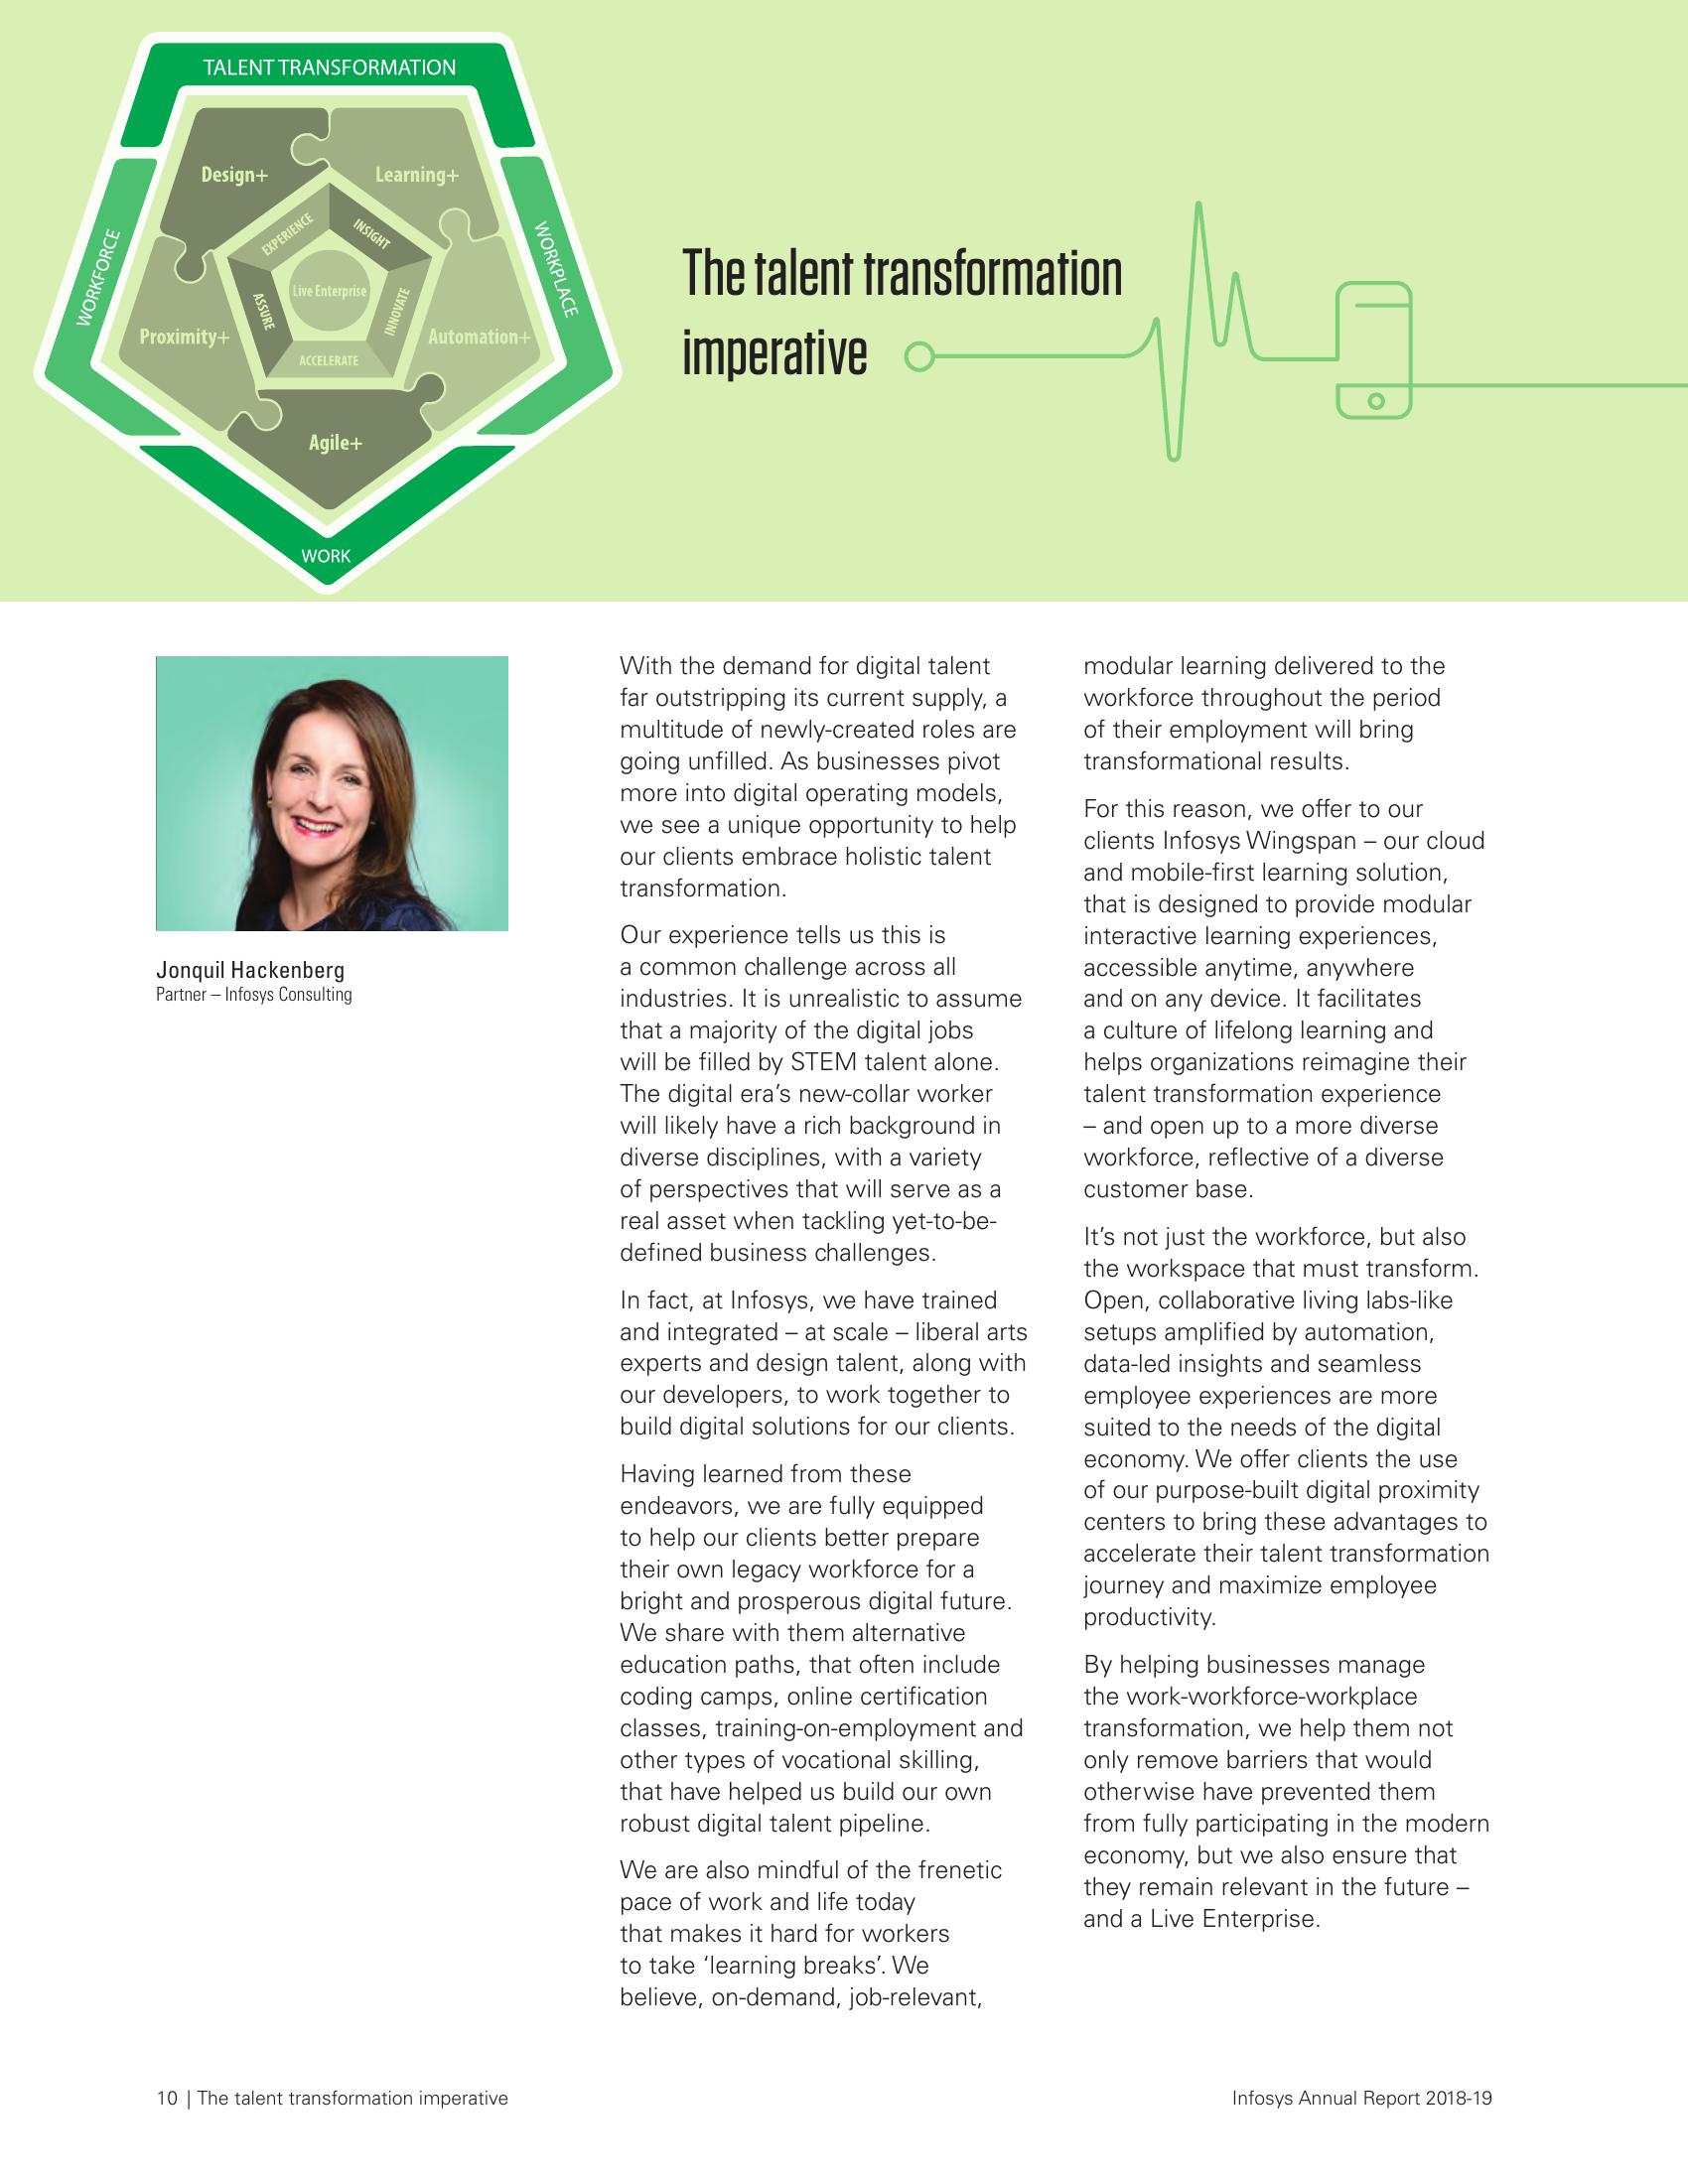 TALENT TRANSFORMATION
Design+
Learning+
WORKFORCE
EXPERIENCE
INSIGHT
WORKPLACE
Live Enterprise
ASSURE
INNOVATE
Proximity+
Automation+
ACCELERATE
Agile+
WORK
The talent transformation
imperative
Jonquil Hackenberg
Partner – Infosys Consulting
With the demand for digital talent
far outstripping its current supply, a
multitude of newly-created roles are
going unfilled. As businesses pivot
more into digital operating models,
we see a unique opportunity to help
our clients embrace holistic talent
transformation.
Our experience tells us this is
a common challenge across all
industries. It is unrealistic to assume
that a majority of the digital jobs
will be filled by STEM talent alone.
The digital era’s new-collar worker
will likely have a rich background in
diverse disciplines, with a variety
of perspectives that will serve as a
real asset when tackling yet-to-be-
defined business challenges.
In fact, at Infosys, we have trained
and integrated – at scale – liberal arts
experts and design talent, along with
our developers, to work together to
build digital solutions for our clients.
Having learned from these
endeavors, we are fully equipped
to help our clients better prepare
their own legacy workforce for a
bright and prosperous digital future.
We share with them alternative
education paths, that often include
coding camps, online certification
classes, training-on-employment and
other types of vocational skilling,
that have helped us build our own
robust digital talent pipeline.
We are also mindful of the frenetic
pace of work and life today
that makes it hard for workers
to take ‘learning breaks’. We
believe, on-demand, job-relevant,
modular learning delivered to the
workforce throughout the period
of their employment will bring
transformational results.
For this reason, we offer to our
clients Infosys Wingspan – our cloud
and mobile-first learning solution,
that is designed to provide modular
interactive learning experiences,
accessible anytime, anywhere
and on any device. It facilitates
a culture of lifelong learning and
helps organizations reimagine their
talent transformation experience
– and open up to a more diverse
workforce, reflective of a diverse
customer base.
It’s not just the workforce, but also
the workspace that must transform.
Open, collaborative living labs-like
setups amplified by automation,
data-led insights and seamless
employee experiences are more
suited to the needs of the digital
economy. We offer clients the use
of our purpose-built digital proximity
centers to bring these advantages to
accelerate their talent transformation
journey and maximize employee
productivity.
By helping businesses manage
the work-workforce-workplace
transformation, we help them not
only remove barriers that would
otherwise have prevented them
from fully participating in the modern
economy, but we also ensure that
they remain relevant in the future –
and a Live Enterprise.
10 | The talent transformation imperative
Infosys Annual Report 2018-19